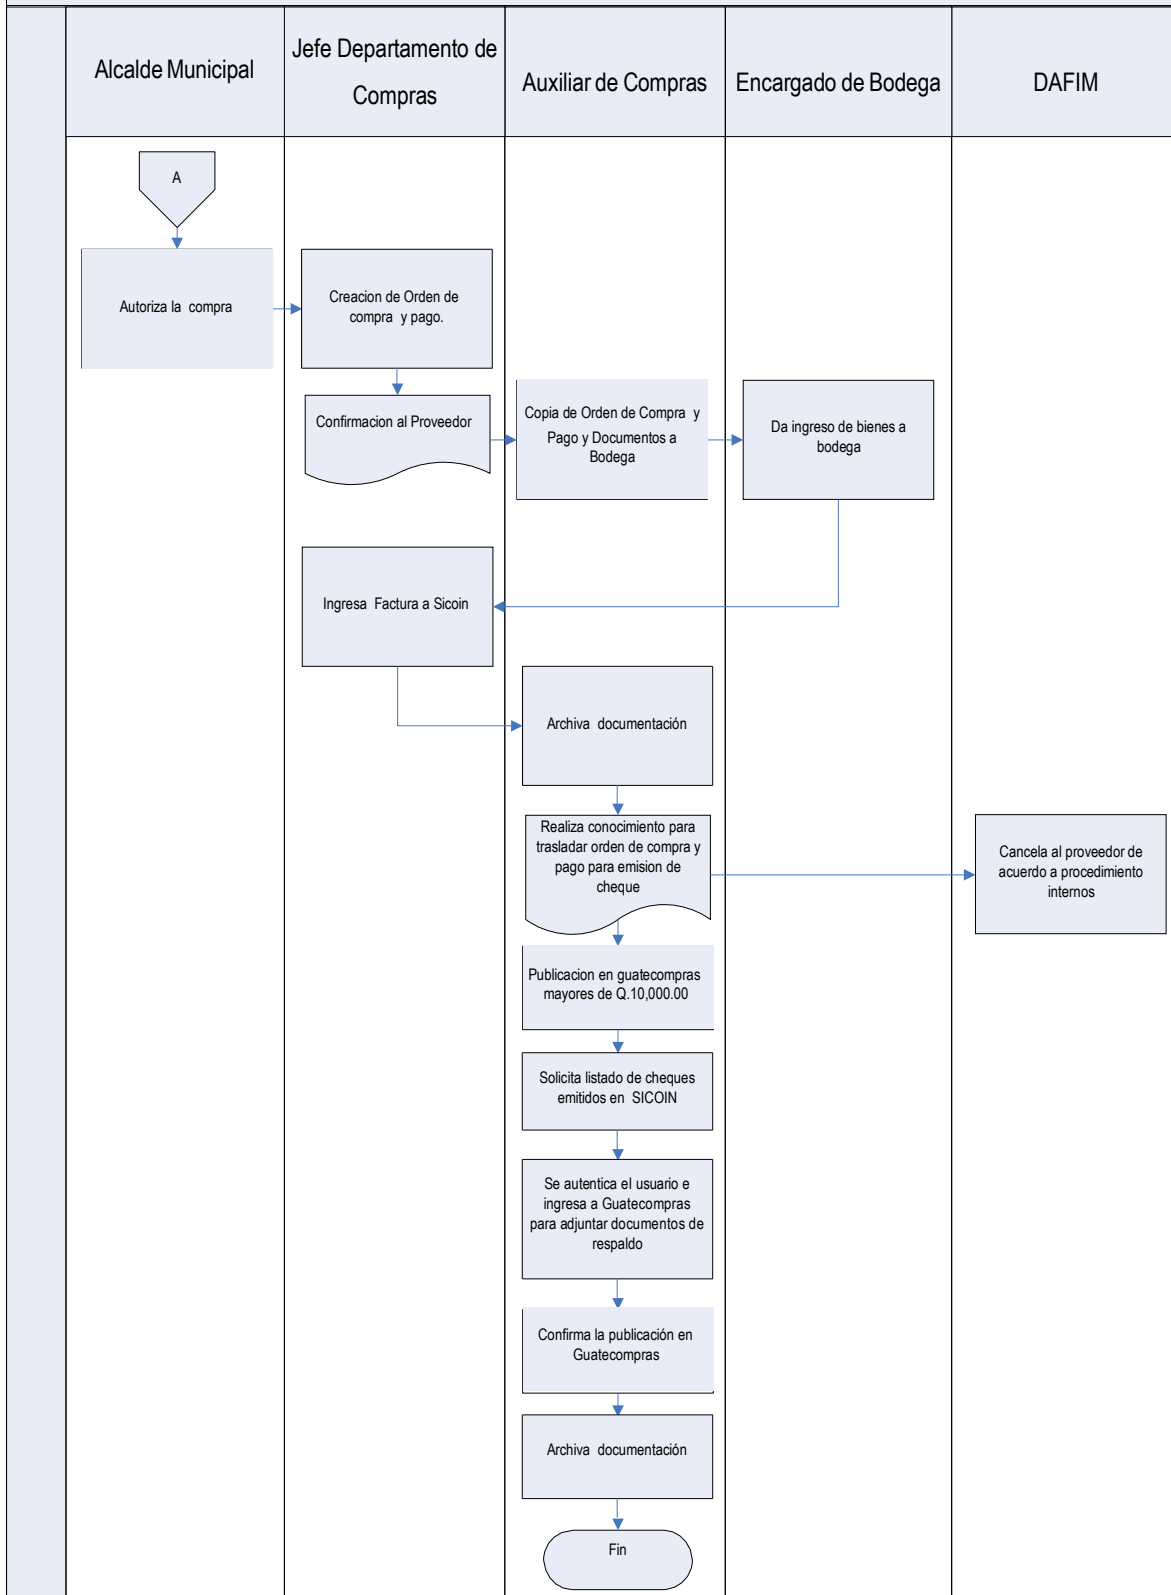 Alcalde Municipal
Jefe Departamento de
Compras
Auxiliar de Compras
Encargado de Bodega
DAFIM
A
Autoriza la compra
Creacion de Orden de
compra y pago.
Confirmacion al Proveedor
Copia de Orden de Compra y
Pago y Documentos a
Bodega
Da ingreso de bienes a
bodega
Ingresa Factura a Sicoin
Archiva documentación
Realiza conocimiento para
trasladar orden de compra y
pago para emision de
cheque
Cancela al proveedor de
acuerdo a procedimiento
internos
Publicacion en guatecompras
mayores de Q.10,000.00
Solicita listado de cheques
emitidos en SICOIN
Se autentica el usuario e
ingresa a Guatecompras
para adjuntar documentos de
respaldo
Confirma la publicación en
Guatecompras
Archiva documentación
Fin